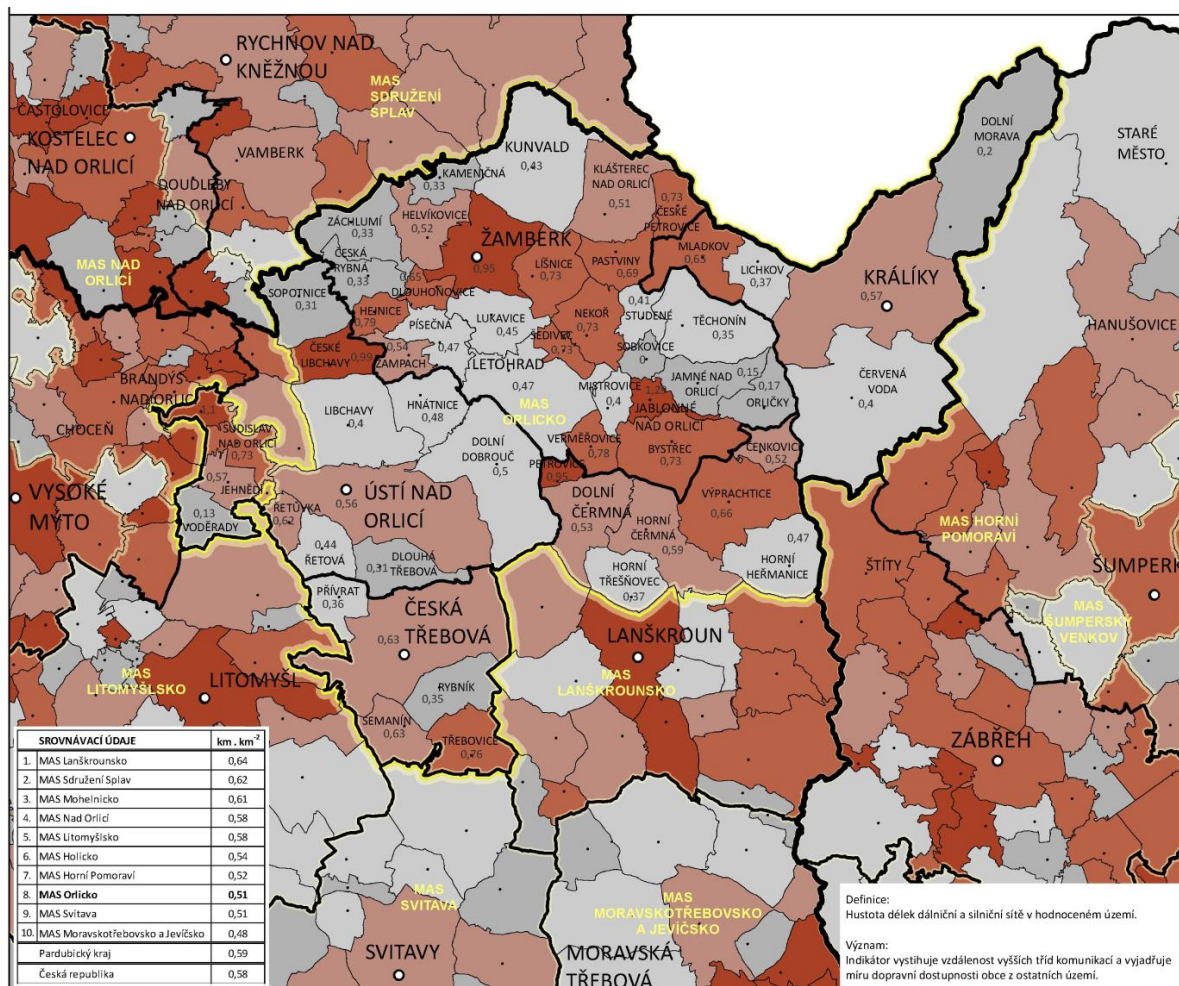 RYCHNOV NAD
KNĚŽNOU
MAS
SDRUŽENÍ
SPLAV
ČASTOLOVICE
KOSTELEC
NAD ORLICÍ
VAMBERK
DOUDLEBY
NAD ORLICÍ
MAS NAD
ORLICÍ
KUNVALD
0,43
KAMENIČNÁ
0,33
KLÁŠTEREC
NAD ORLICÍ
0,51
0,73
ČESKÉ
PETROVICE
DOLNÍ
MORAVA
0,2
STARÉ
MĚSTO
ZÁCHLUMÍ
0,33
HELVÍKOVICE
0,52
ŽAMBERK
0,95
MLADKOV
0,65
LICHKOV
0,37
ČESKÁ
RYBNÁ
0,33
0,65
DLOUHOŇOVICE
LÍŠNICE
0,73
PASTVINY
0,69
KRÁLÍKY
0,57
SOPOTNICE
0,31
HEJNICE
0,79
PÍSEČNÁ
0,47
LUKAVICE
0,45
NEKOŘ
0,73
0,41
STUDENÉ
TĚCHONÍN
0,35
HANUŠOVICE
ČESKÉ
LIBCHAVY
0,99
0,54
ŽAMPACH
ŠEDIVEC
0,73
SOBKOVICE
0
LETOHRAD
0,47
MISTROVICE
0,4
JAMNÉ NAD
ORLICÍ
0,15
0,17
ORLIČKY
ČERVENÁ
VODA
0,4
BRANDÝS
NAD ORLICÍ
1,1
CHOCEŇ
LIBCHAVY
0,4
HNÁTNICE
0,48
MAS
ORLICKO
1,23
JABLONNÉ
NAD ORLICÍ
SUDISLAV
NAD ORLICÍ
0,73
DOLNÍ
DOBROUČ
0,5
VERMĚŘOVICE
0,78
BYSTŘEC
0,73
ČENKOVICE
0,52
PETROVICE
0,95
VYSOKÉ
MÝTO
0,57
JEHNĚDÍ
0,13
VODĚRADY
ŘETŮVKA
0,62
ÚSTÍ NAD
ORLICÍ
0,56
DOLNÍ
ČERMNÁ
0,53
HORNÍ
ČERMNÁ
0,59
VÝPRACHTICE
0,66
MAS HORNÍ
POMORAVÍ
0,44
ŘETOVÁ
DLOUHÁ
TŘEBOVÁ
0,31
HORNÍ
TŘEŠŇOVEC
0,37
0,47
HORNÍ
HEŘMANICE
ŠTÍTY
ŠUMPERK
PŘÍVRAT
0,36
ČESKÁ
TŘEBOVÁ
0,63
LANŠKROUN
MAS
LANŠKROUNSKO
MAS
ŠUMPERSKÝ
VENKOV
MAS
LITOMYŠLSKO
LITOMYŠL
RYBNÍK
0,35
SEMANÍN
0,63
TŘEBOVICE
0,76
ZÁBŘEH
MAS
SVITAVA
SVITAVY
MAS
MORAVSKOTŘEBOVSKO
A JEVÍČSKO
MORAVSKÁ
TŘEBOVÁ
SROVNÁVACÍ ÚDAJE km . km-2
1. MAS Lanškrounsko 0,64
2. MAS Sdružení Splav 0,62
3. MAS Mohelnicko 0,61
4. MAS Nad Orlicí 0,58
5. MAS Litomyšlsko 0,58
6. MAS Holicko 0,54
7. MAS Horní Pomoraví 0,52
8. MAS Orlicko 0,51
9. MAS Svitava 0,51
10. MAS Moravskotřebovsko a Jevíčsko 0,48
Pardubický kraj 0,59
Česká republika 0,58
Definice:
Hustota délek dálniční a silniční sítě v hodnoceném území.
Význam:
Indikátor vystihuje vzdálenost vyšších tříd komunikací a vyjadřuje
míru dopravní dostupnosti obce z ostatních území.